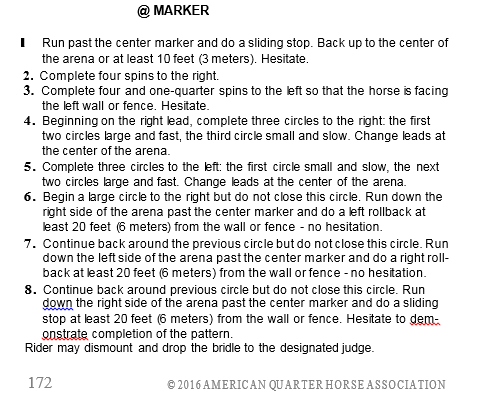 @ MARKER
I Run past the center marker and do a sliding stop. Back up to the center of
the arena or at least 10 feet (3 meters). Hesitate.
2. Complete four spins to the right.
3. Complete four and one-quarter spins to the left so that the horse is facing
the left wall or fence. Hesitate.
4. Beginning on the right lead, complete three circles to the right: the first
two circles large and fast, the third circle small and slow. Change leads at
the center of the arena.
5. Complete three circles to the left: the first circle small and slow, the next
two circles large and fast. Change leads at the center of the arena.
6. Begin a large circle to the right but do not close this circle. Run down the
right side of the arena past the center marker and do a left rollback at
least 20 feet (6 meters) from the wall or fence - no hesitation.
7. Continue back around the previous circle but do not close this circle. Run
down the left side of the arena past the center marker and do a right roll-
back at least 20 feet (6 meters) from the wall or fence - no hesitation.
8. Continue back around previous circle but do not close this circle. Run
down the right side of the arena past the center marker and do a sliding
stop at least 20 feet (6 meters) from the wall or fence. Hesitate to dem-
onstrate completion of the pattern.
Rider may dismount and drop the bridle to the designated judge.
172 © 2016 AMERICAN QUARTER HORSE ASSOCIATION